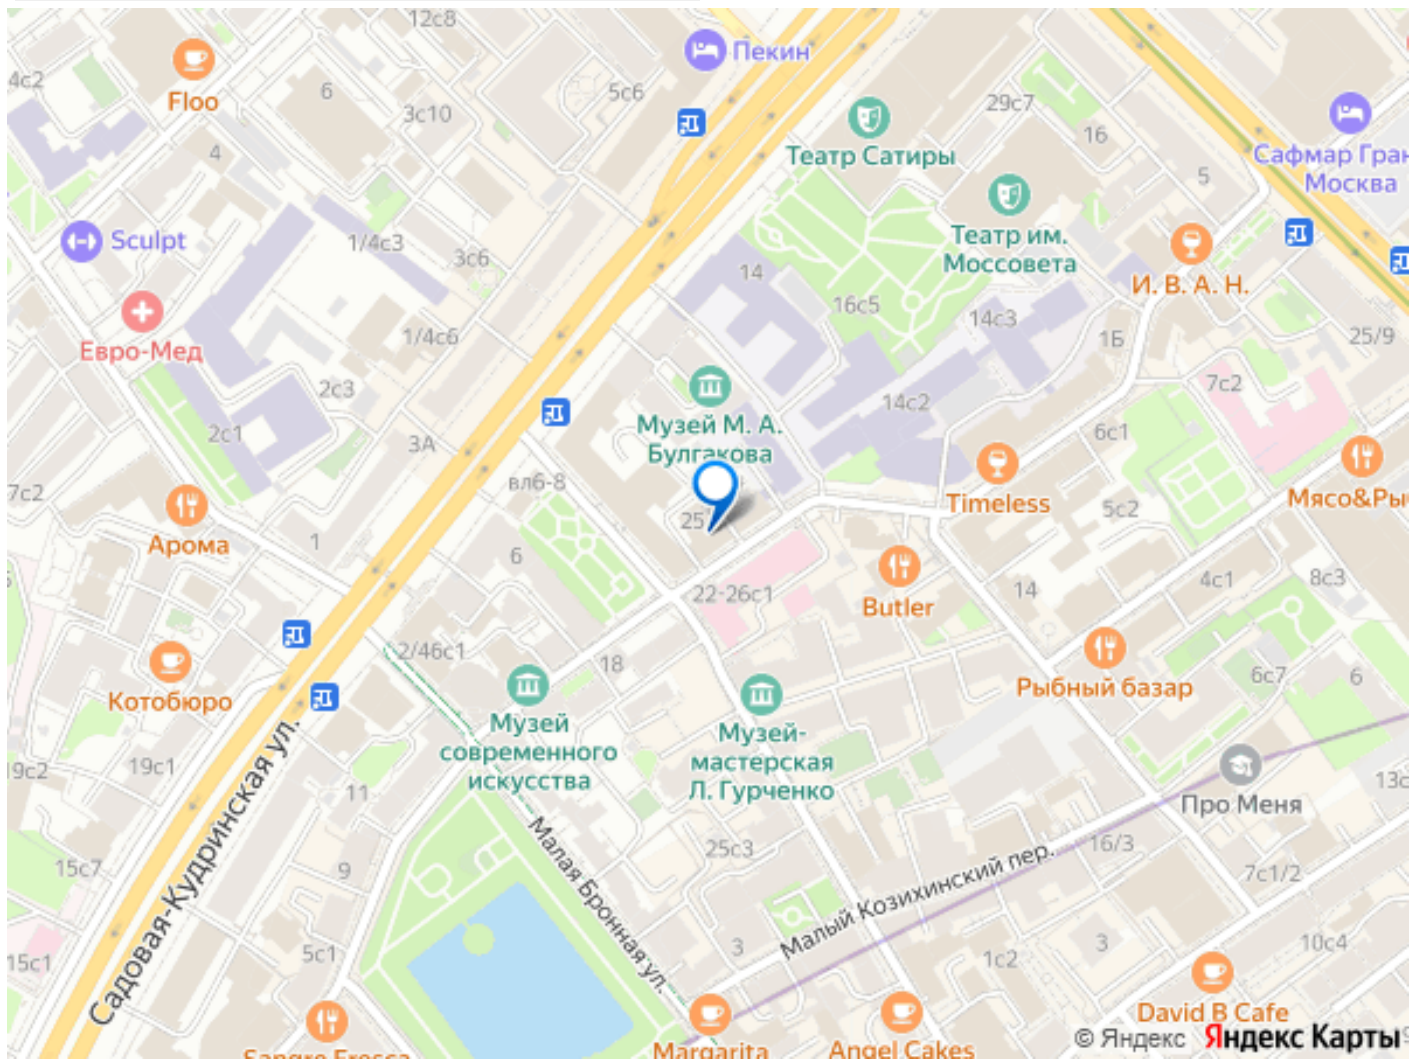 12с8
Пекин
4с2
Floo
6
5с6
3с10
29с7
16
Театр Сатиры
Сафмар Гран
Москва
4
5
Sculpt
1/4с3
3с6
Театр им.
Моссовета
14
И. В. А. Н.
16с5
14с3
1Б
25/9
Евро-Мед
1/4с6
2с3
7с2
14с2
Музей М. А.
Булгакова
2с1
3А
6с1
7с2
вл6-8
Timeless
Мясо&Ры
25
5с2
Арома
1
6
4с1
8с3
22-26с1
Butler
14
2/46с1
18
Рыбный базар
6с7
6
Котобюро
Музей
современного
искусства
Музей-
мастерская
Л. Гурченко
19с2
19с1
Садовая-Кудринская ул.
11
Про Меня
13с
Малая Бронная ул.
25с3
16/3
15с7
9
Малый Козихинский пер.
7с1/2
3
3
10с4
15с1
5с1
1с2
David B Cafe
Sangre Fresca
Margarita
Angel Cakes
© Яндекс Яндекс Карты